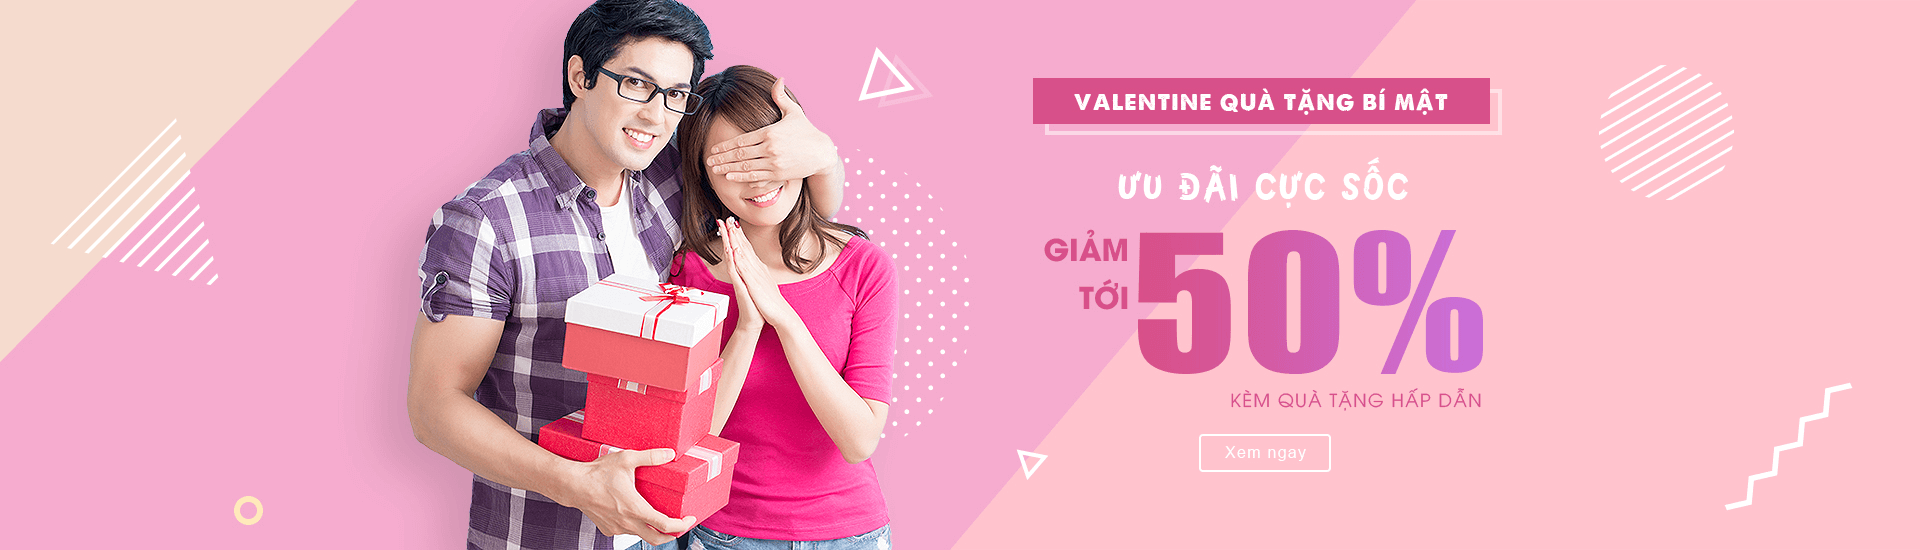 VALENTINE QUÀ TẶNG BÍ MẬT
ƯU ĐÃI CỰC SỐC
GIẢM
TỚI
50%
KÈM QUÀ TẶNG HẤP DẪN
Xem ngay